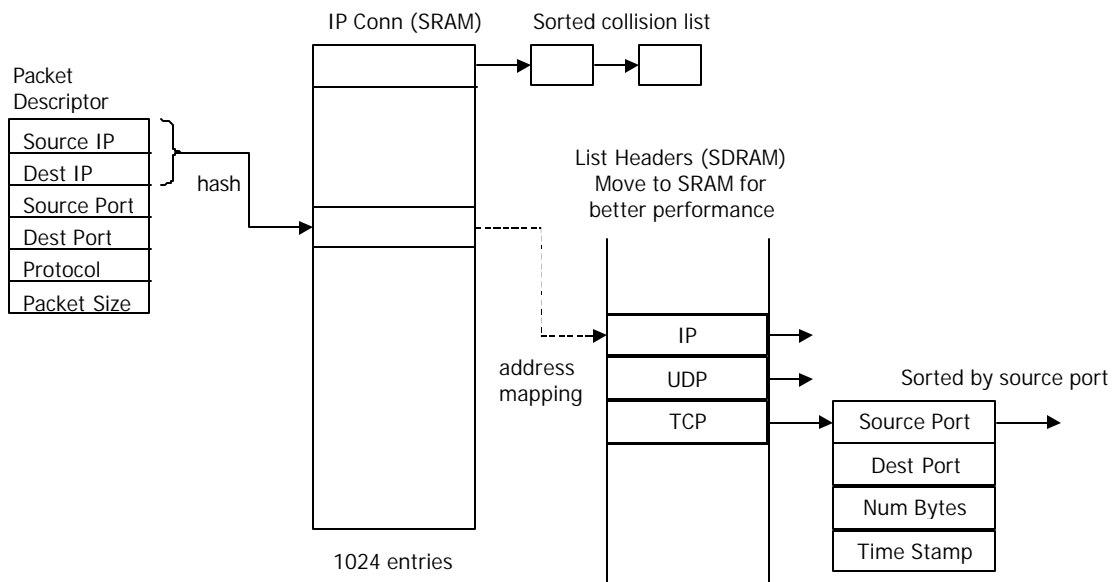 IP Conn (SRAM)
Sorted collision list
Packet
Descriptor
Source IP
Dest IP
Source Port
Dest Port
Protocol
Packet Size
hash
List Headers (SDRAM)
Move to SRAM for
better performance
IP
UDP
TCP
address
mapping
Sorted by source port
Source Port
Dest Port
Num Bytes
Time Stamp
1024 entries